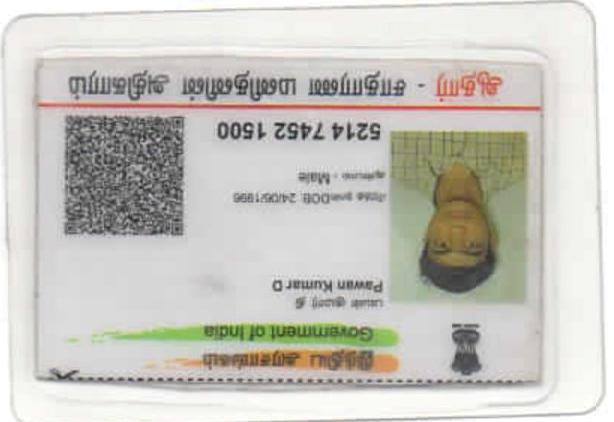 இந்திய அரசாங்கம்
Government of India
பவன் குமார் தி
Pawan Kumar D
பிறந்த நாள்/DOB: 24/06/1996
ஆண்பால் - Male
5214 7452 1500
ஆதார் - சாதாரண மனிதனின் அதிகாரம்